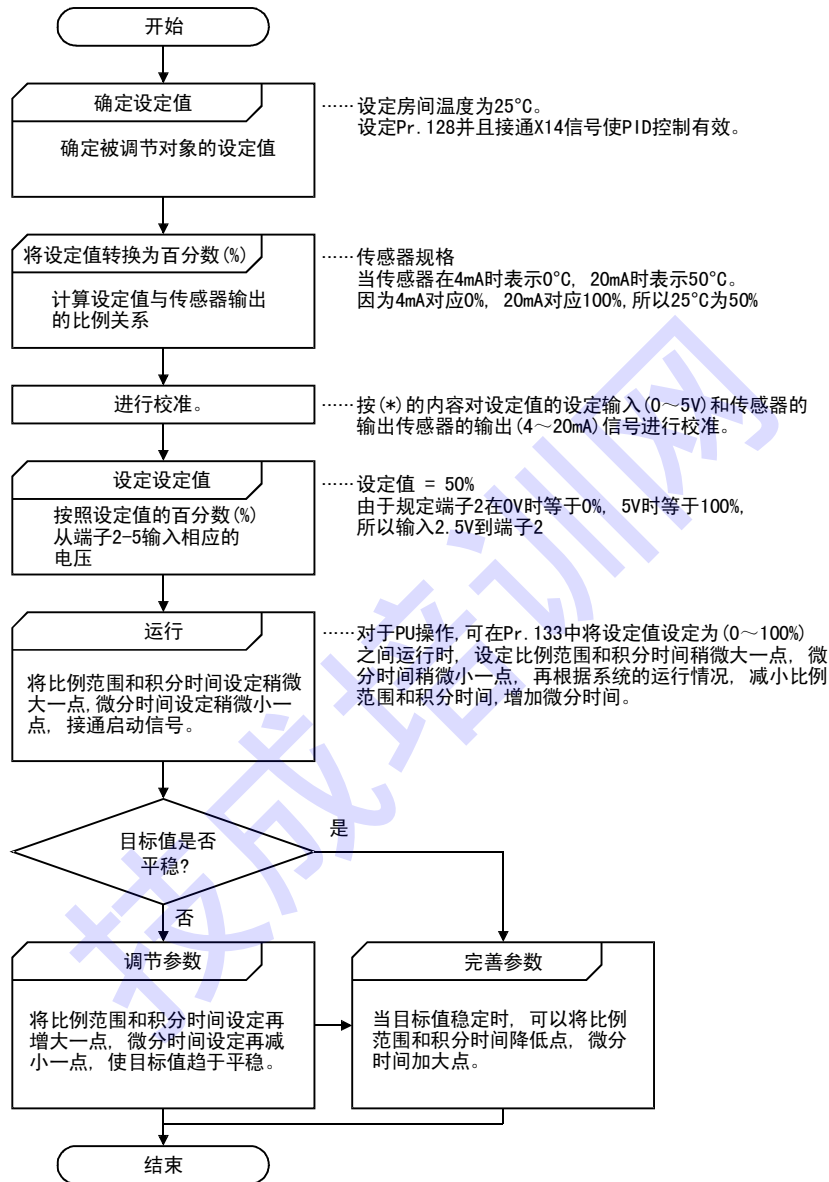 开始
确定设定值
确定被调节对象的设定值
……设定房间温度为25°C。
设定Pr.128并且接通X14信号使PID控制有效。
将设定值转换为百分数(%)
计算设定值与传感器输出
的比例关系
……传感器规格
当传感器在4mA时表示0°C, 20mA时表示50°C。
因为4mA对应0%, 20mA对应100%,所以25°C为50%
进行校准。
……按(*)的内容对设定值的设定输入(0～5V)和传感器的
输出传感器的输出(4～20mA)信号进行校准。
设定设定值
按照设定值的百分数(%)
从端子2-5输入相应的
电压
……设定值 = 50%
由于规定端子2在0V时等于0%, 5V时等于100%,
所以输入2.5V到端子2
运行
将比例范围和积分时间设定稍微
大一点,微分时间设定稍微小一
点, 接通启动信号。
……对于PU操作,可在Pr.133中将设定值设定为(0～100%)
之间运行时, 设定比例范围和积分时间稍微大一点, 微
分时间稍微小一点, 再根据系统的运行情况, 减小比例
范围和积分时间,增加微分时间。
目标值是否
平稳?
是
否
调节参数
将比例范围和积分时间设定再
增大一点, 微分时间设定再减
小一点, 使目标值趋于平稳。
完善参数
当目标值稳定时, 可以将比例
范围和积分时间降低点, 微分
时间加大点。
结束
技成培训网